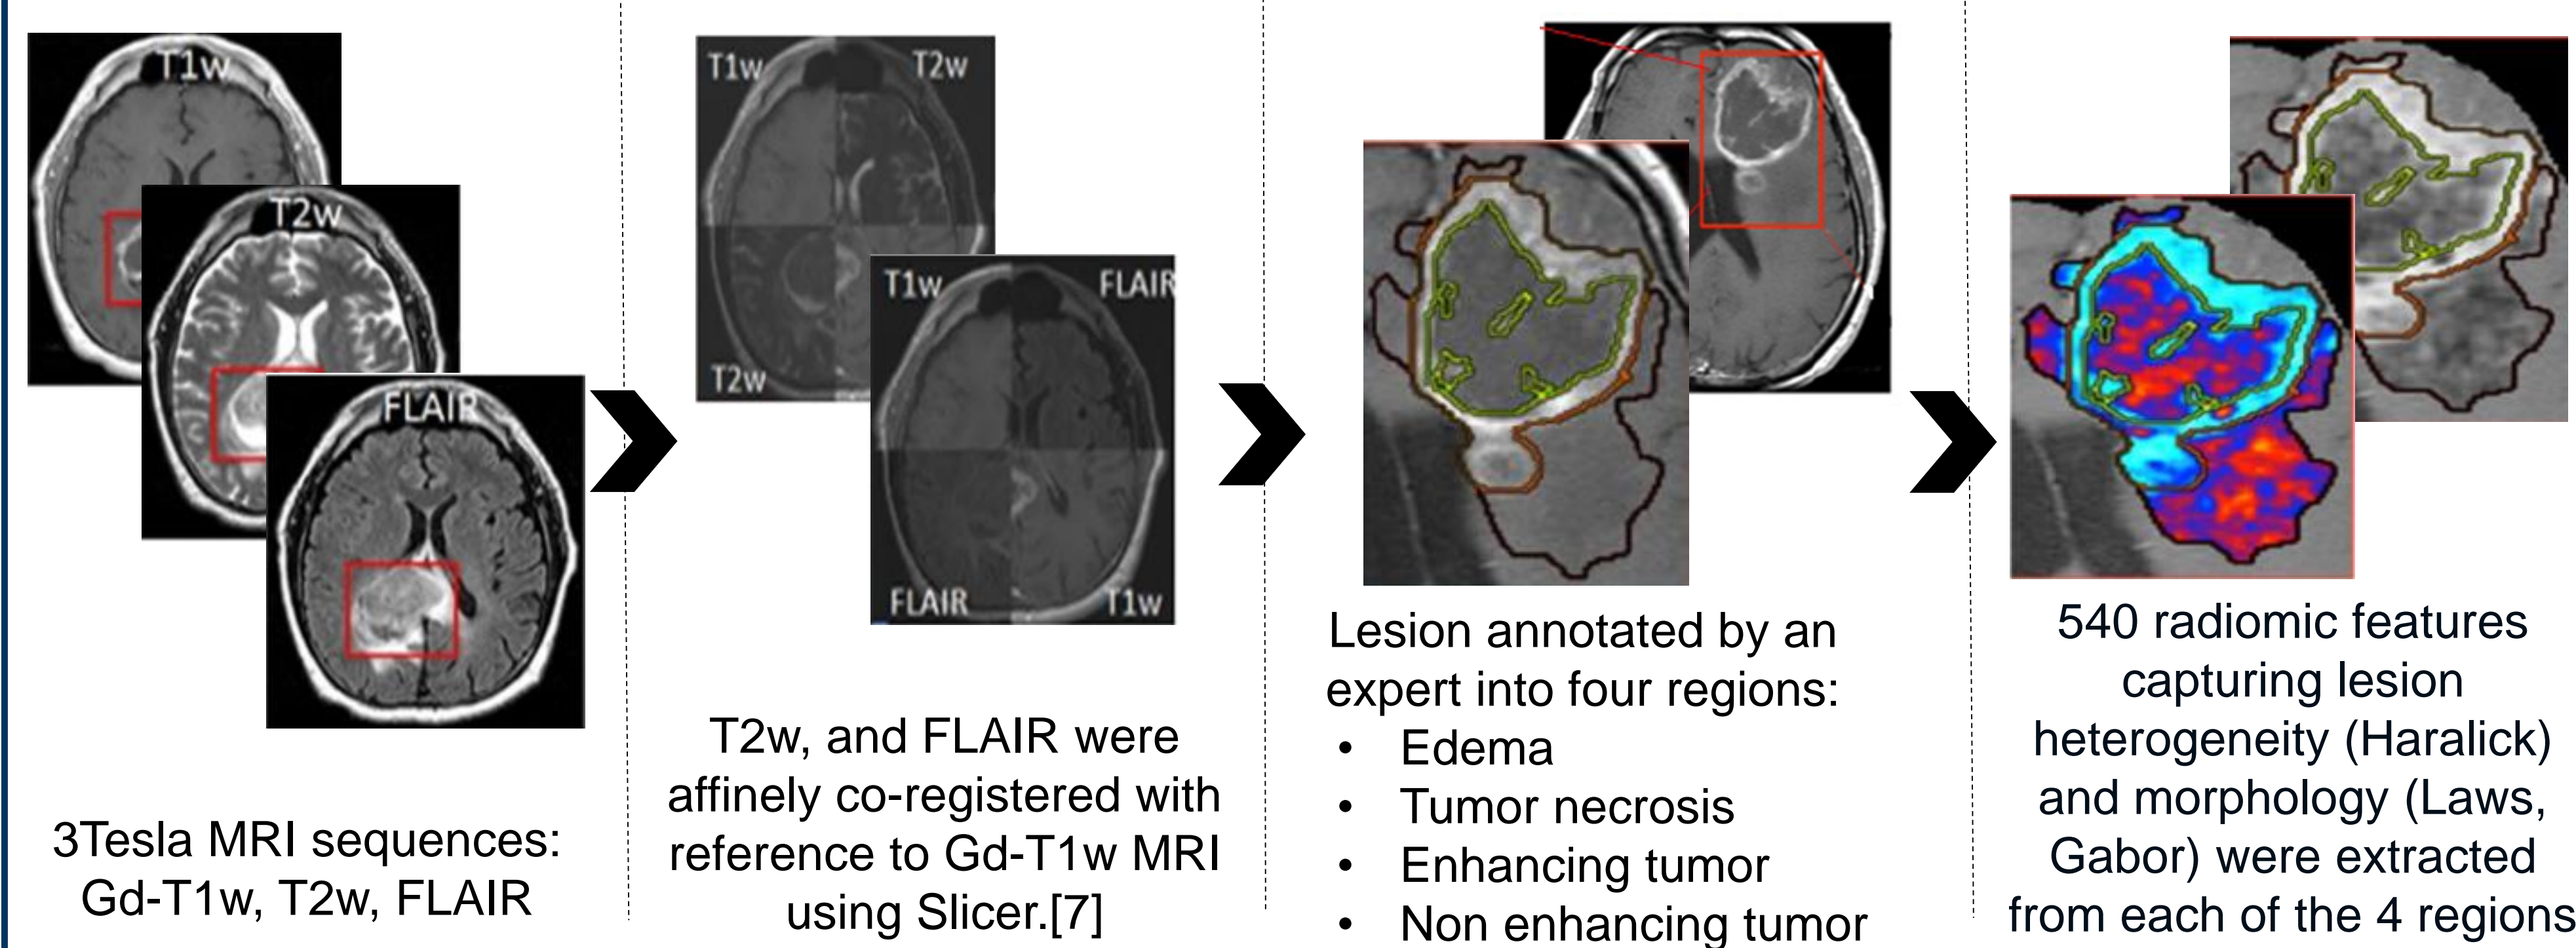 T1w
T2w
FLAIR
3Tesla MRI sequences:
Gd-T1w, T2w, FLAIR
T1w
T2w
T2w
T1w
FLAIR
FLAIR
T1w
T2w, and FLAIR were
affinely co-registered with
reference to Gd-T1w MRI
using Slicer.[7]
Lesion annotated by an
expert into four regions:
• Edema
• Tumor necrosis
• Enhancing tumor
• Non enhancing tumor
540 radiomic features
capturing lesion
heterogeneity (Haralick)
and morphology (Laws,
Gabor) were extracted
from each of the 4 regions